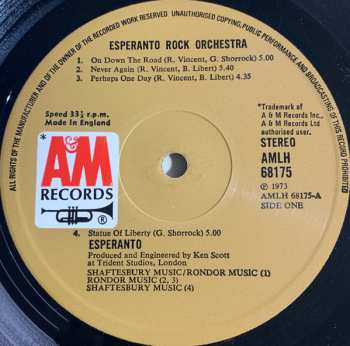 ALL RIGHTS OF THE MANUFACTURER AND OF THE OWNER OF THE RECORDED WORK RESERVED UNAUTHORISED COPYING, PUBLIC PERFORMANCE AND BROADCASTING OF THIS RECORD PROHIBITED
ESPERANTO ROCK ORCHESTRA
1. On Down The Road (R. Vincent, G. Shorrock) 5.00
2. Never Again (R. Vincent, B. Libert) 5.40
3. Perhaps One Day (R. Vincent, B. Libert) 4.35
Speed 33⅓ r.p.m.
Made in England
*Trademark of
A & M Records Inc.
A & M Records Ltd
authorised user.
STEREO
AMLH
68175
℗ 1973
AMLH 68175-A
SIDE ONE
*
A&M
RECORDS
®
4. Statue Of Liberty (G. Shorrock) 5.00
ESPERANTO
Produced and Engineered by Ken Scott
at Trident Studios, London
SHAFTESBURY MUSIC/RONDOR MUSIC (1)
RONDOR MUSIC (2, 3)
SHAFTESBURY MUSIC (4)